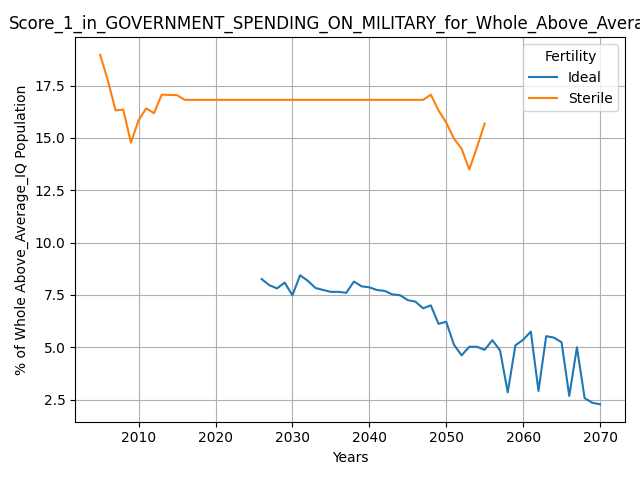 Score_1_in_GOVERNMENT_SPENDING_ON_MILITARY_for_Whole_Above_Avera
Fertility
Ideal
Sterile
% of Whole Above_Average_IQ Population
17.5
15.0
12.5
10.0
7.5
5.0
2.5
2010 2020 2030 2040 2050 2060 2070
Years